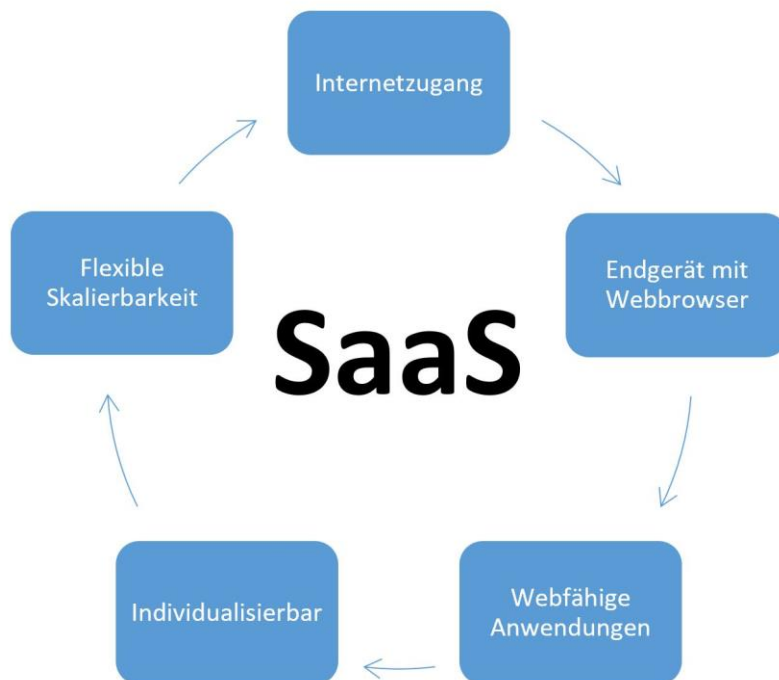 Internetzugang
Endgerät mit
Webbrowser
Webfähige
Anwendungen
Individualisierbar
Flexible
Skalierbarkeit
SaaS